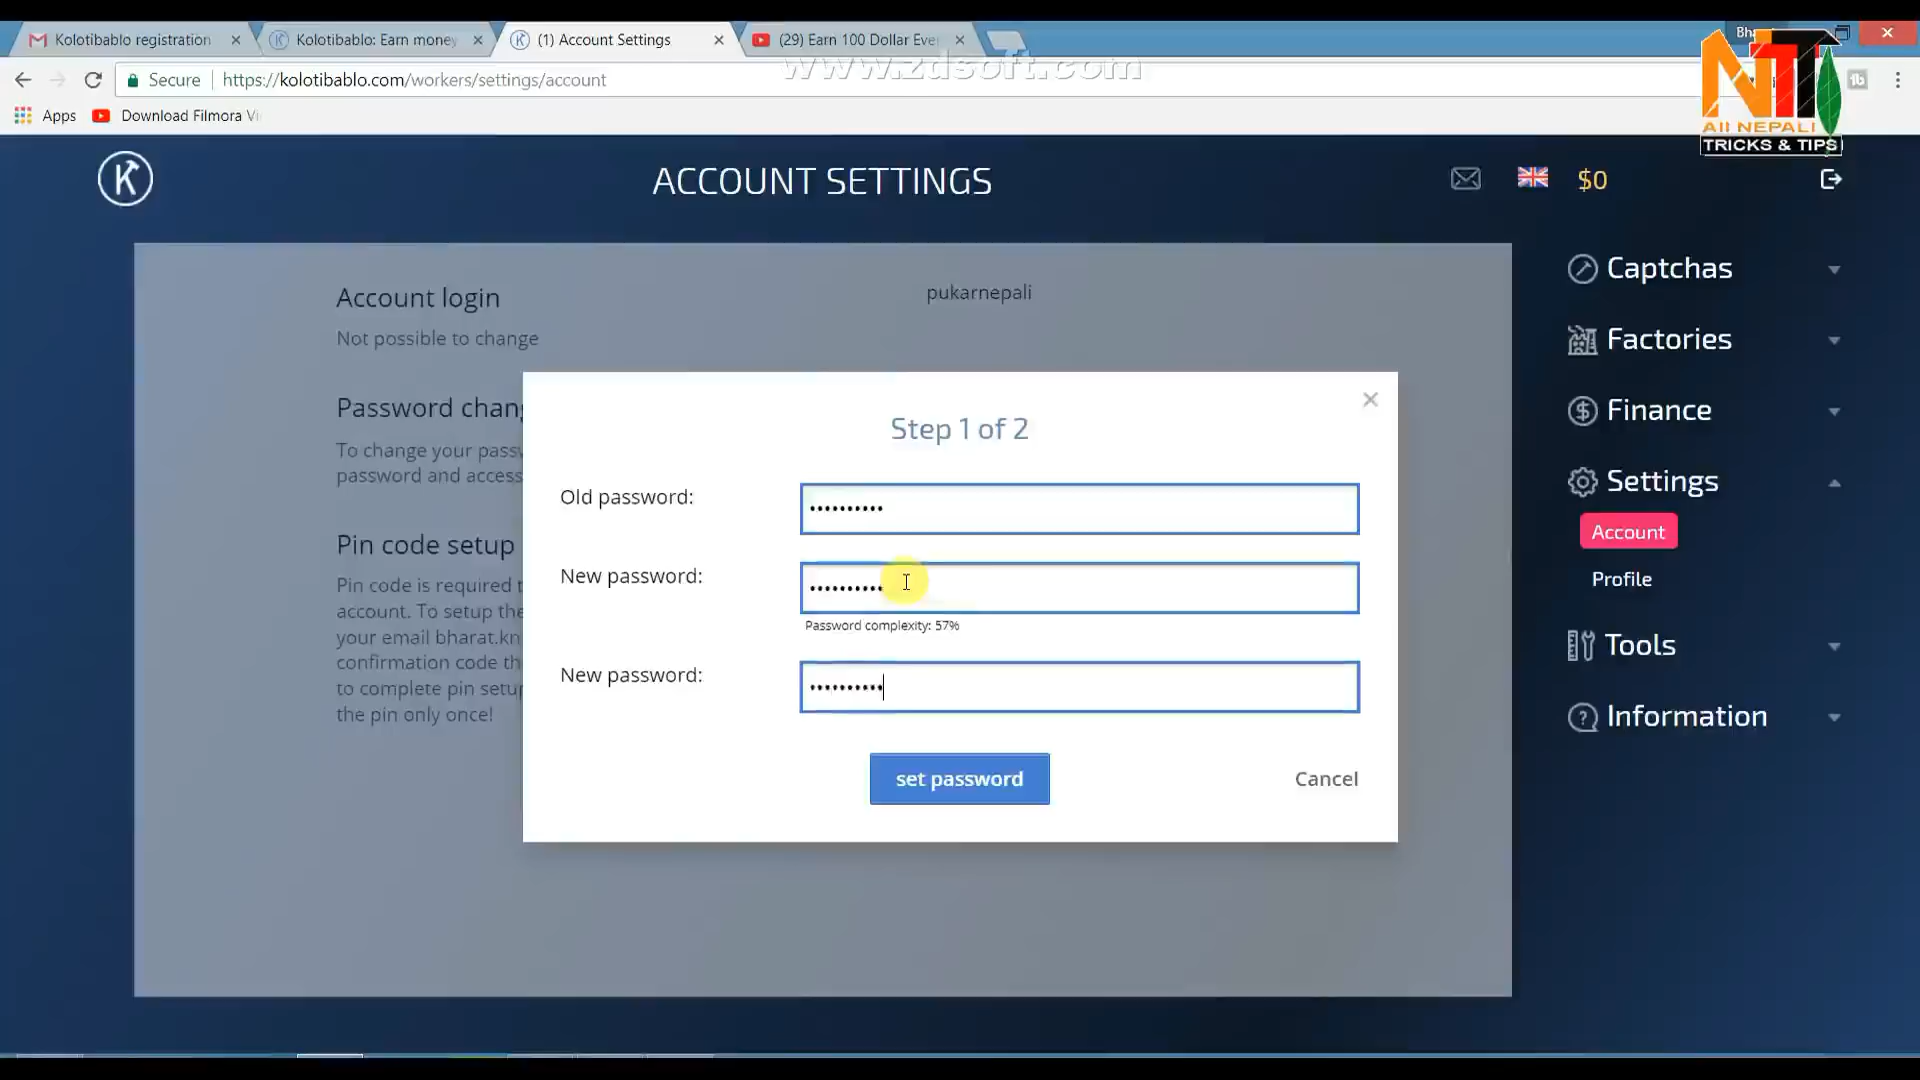 Kolotibablo registration
Kolotibablo: Earn money
(1) Account Settings
(29) Earn 100 Dollar Eve
www.zdsoft.com
Secure
https://kolotibablo.com/workers/settings/account
Apps
Download Filmora Vi
NTT
All NEPALI
TRICKS & TIPS
K
ACCOUNT SETTINGS
$0
Account login
pukarnepali
Not possible to change
Password chang
To change your passw
password and access
Pin code setup
Pin code is required t
account. To setup the
your email bharat.kn
confirmation code th
to complete pin setup
the pin only once!
Step 1 of 2
Old password:
••••••••••
New password:
••••••••••
Password complexity: 57%
New password:
••••••••••
set password
Cancel
Captchas
Factories
Finance
Settings
Account
Profile
Tools
Information